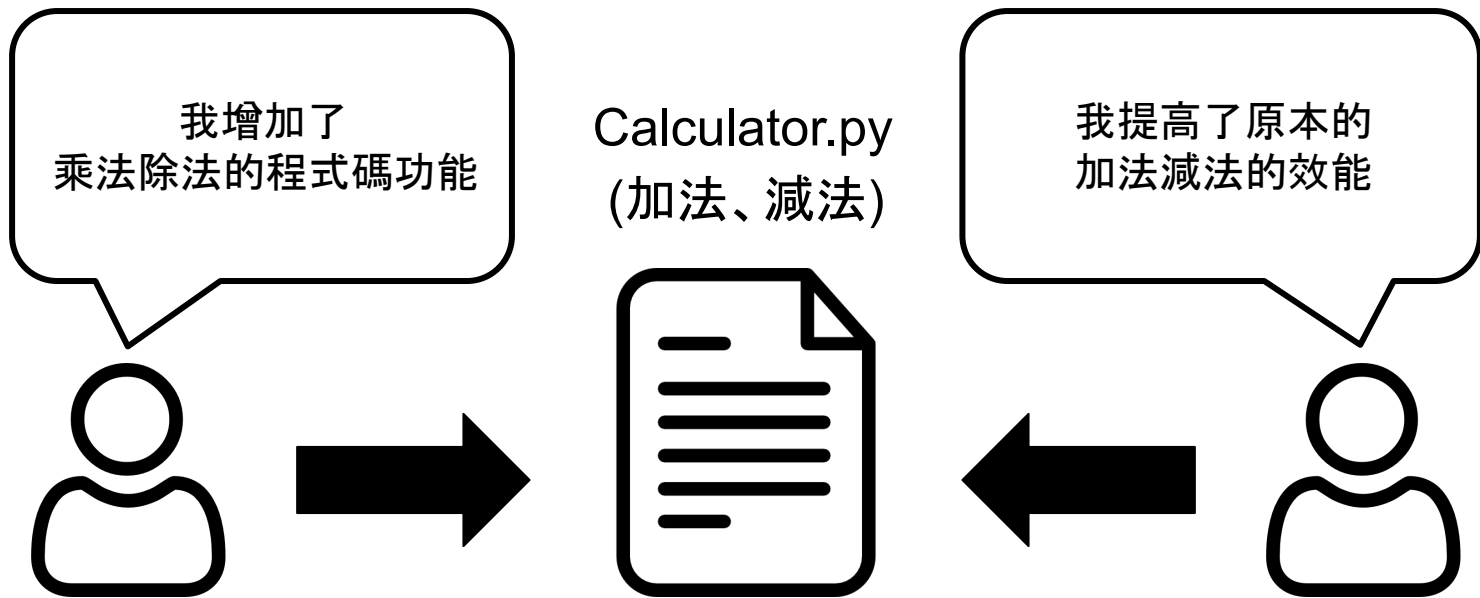 我增加了
乘法除法的程式碼功能
Calculator.py
(加法、減法)
我提高了原本的
加法減法的效能